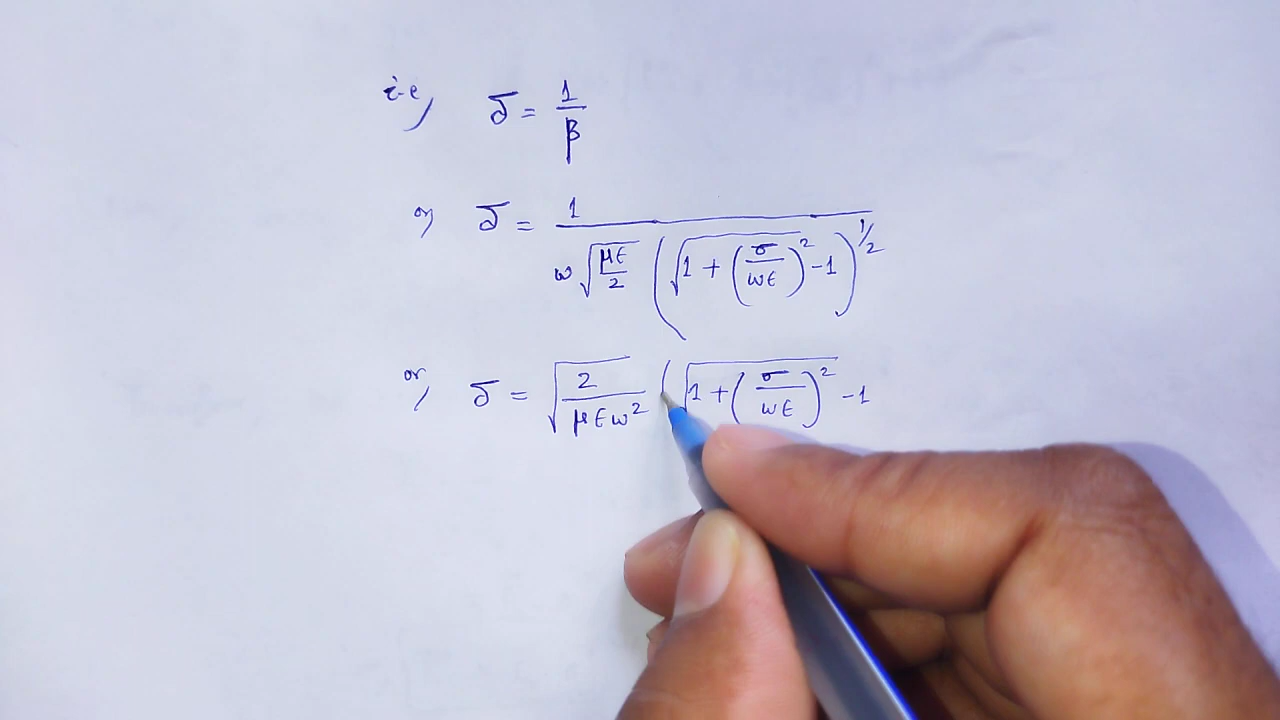 i.e, δ = 1/β
or, δ = 1/(ω√(με/2) (√(1 + (σ/ωε)²) - 1)^1/2)
or, δ = √(2/(μεω²)) (√(1 + (σ/ωε)²) - 1